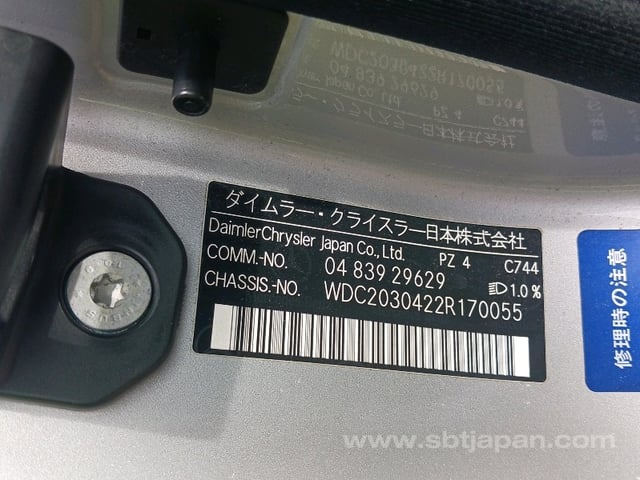 ダイムラー・クライスラー日本株式会社
DaimlerChrysler Japan Co., Ltd. PZ 4 C744
COMM.-NO. 04 839 29629 1.0 %
CHASSIS.-NO. WDC2030422R170055
修理時の注意
www.sbtjapan.com